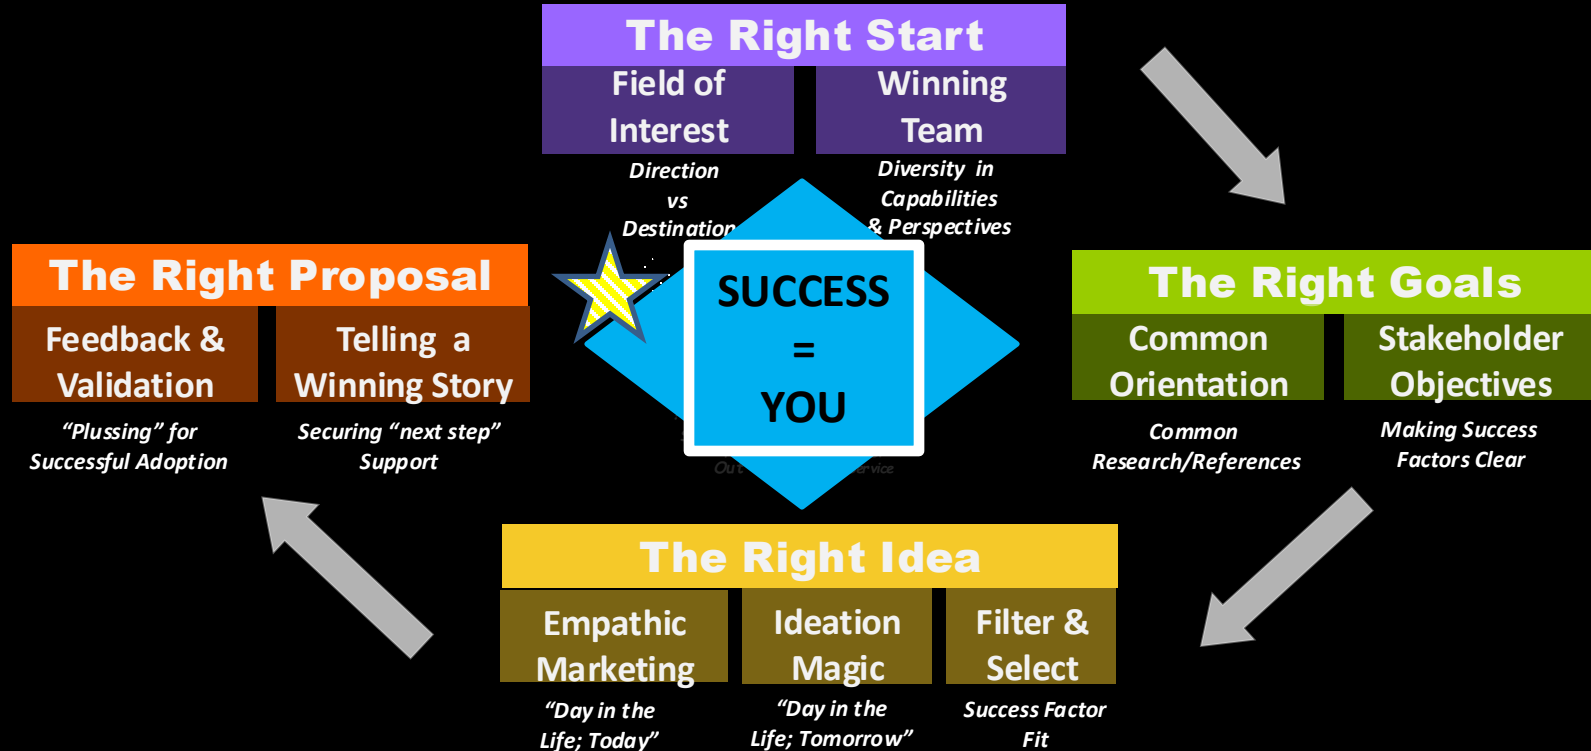 The Right Start
Field of
Interest
Winning
Team
Direction
vs
Destination
Diversity in
Capabilities
& Perspectives
The Right Goals
Common
Orientation
Stakeholder
Objectives
Common
Research/References
Making Success
Factors Clear
The Right Idea
Empathic
Marketing
Ideation
Magic
Filter &
Select
“Day in the
Life; Today”
“Day in the
Life; Tomorrow”
Success Factor
Fit
The Right Proposal
Feedback &
Validation
Telling a
Winning Story
“Plussing” for
Successful Adoption
Securing “next step”
Support
SUCCESS
=
YOU